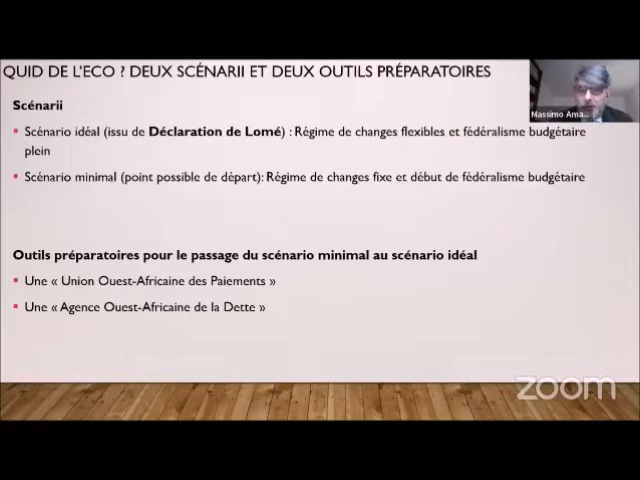 QUID DE L'ECO ? DEUX SCÉNARII ET DEUX OUTILS PRÉPARATOIRES
Massimo Ama...
Scénarii
Scénario idéal (issu de Déclaration de Lomé) : Régime de changes flexibles et fédéralisme budgétaire
plein
Scénario minimal (point possible de départ): Régime de changes fixe et début de fédéralisme budgétaire
Outils préparatoires pour le passage du scénario minimal au scénario idéal
Une « Union Ouest-Africaine des Paiements »
Une « Agence Ouest-Africaine de la Dette »
zoom